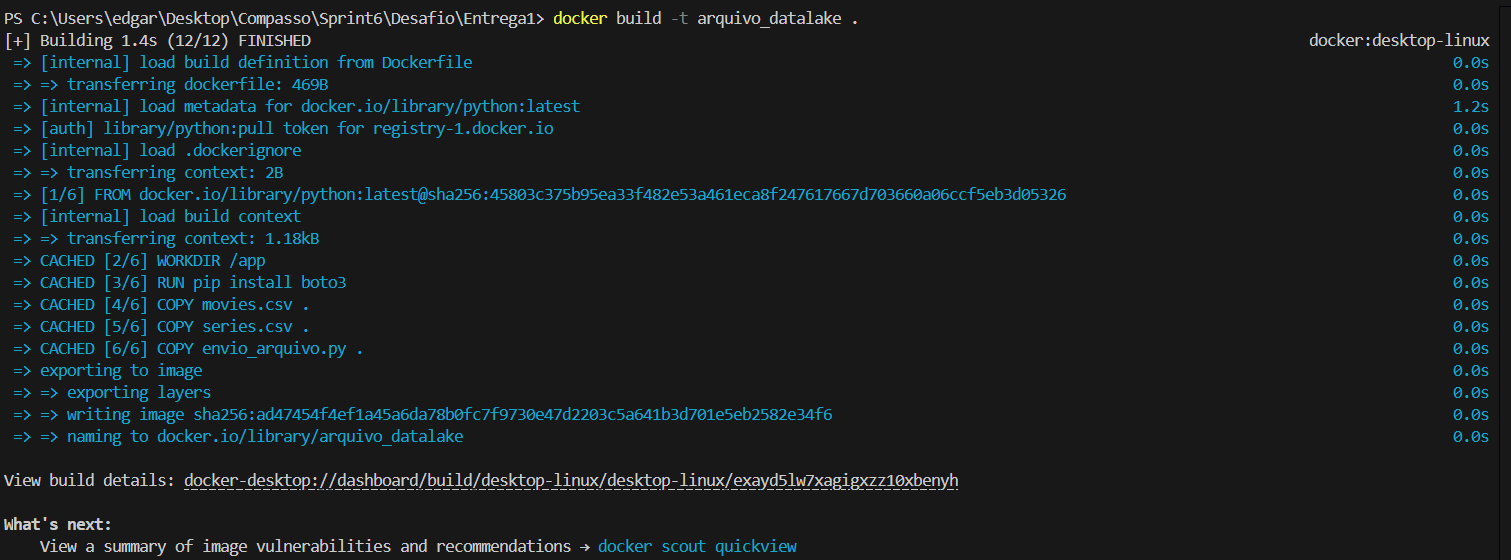 PS C:\Users\edgar\Desktop\Compasso\Sprint6\Desafio\Entrega1> docker build -t arquivo_datalake .
[+] Building 1.4s (12/12) FINISHED docker:desktop-linux
=> [internal] load build definition from Dockerfile 0.0s
=> => transferring dockerfile: 469B 0.0s
=> [internal] load metadata for docker.io/library/python:latest 1.2s
=> [auth] library/python:pull token for registry-1.docker.io 0.0s
=> [internal] load .dockerignore 0.0s
=> => transferring context: 2B 0.0s
=> [1/6] FROM docker.io/library/python:latest@sha256:45803c375b95ea33f482e53a461eca8f247617667d703660a06ccf5eb3d05326 0.0s
=> [internal] load build context 0.0s
=> => transferring context: 1.18kB 0.0s
=> CACHED [2/6] WORKDIR /app 0.0s
=> CACHED [3/6] RUN pip install boto3 0.0s
=> CACHED [4/6] COPY movies.csv . 0.0s
=> CACHED [5/6] COPY series.csv . 0.0s
=> CACHED [6/6] COPY envio_arquivo.py . 0.0s
=> exporting to image 0.0s
=> => exporting layers 0.0s
=> => writing image sha256:ad47454f4ef1a45a6da78b0fc7f9730e47d2203c5a641b3d701e5eb2582e34f6 0.0s
=> => naming to docker.io/library/arquivo_datalake 0.0s
View build details: docker-desktop://dashboard/build/desktop-linux/desktop-linux/exayd5lw7xagigxzz10xbenyh
What's next:
View a summary of image vulnerabilities and recommendations → docker scout quickview